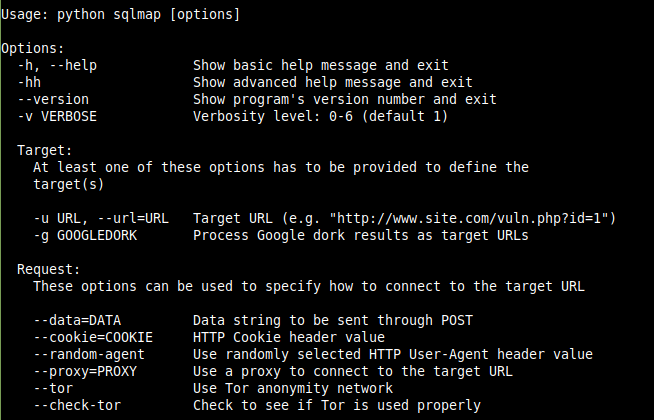 Usage: python sqlmap [options]
Options:
-h, --help Show basic help message and exit
-hh Show advanced help message and exit
--version Show program's version number and exit
-v VERBOSE Verbosity level: 0-6 (default 1)
Target:
At least one of these options has to be provided to define the
target(s)
-u URL, --url=URL Target URL (e.g. "http://www.site.com/vuln.php?id=1")
-g GOOGLEDORK Process Google dork results as target URLs
Request:
These options can be used to specify how to connect to the target URL
--data=DATA Data string to be sent through POST
--cookie=COOKIE HTTP Cookie header value
--random-agent Use randomly selected HTTP User-Agent header value
--proxy=PROXY Use a proxy to connect to the target URL
--tor Use Tor anonymity network
--check-tor Check to see if Tor is used properly